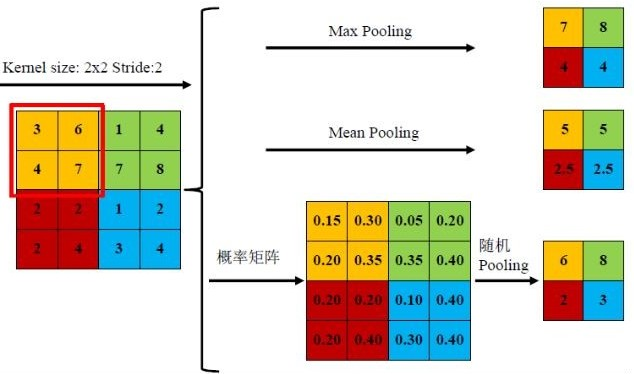 Max Pooling
7 8
4 4
Kernel size: 2x2 Stride:2
3 6 1 4
4 7 7 8
2 2 1 2
2 4 3 4
Mean Pooling
5 5
2.5 2.5
概率矩阵
0.15 0.30 0.05 0.20
0.20 0.35 0.35 0.40
0.20 0.20 0.10 0.40
0.20 0.40 0.30 0.40
随机
Pooling
6 8
2 3